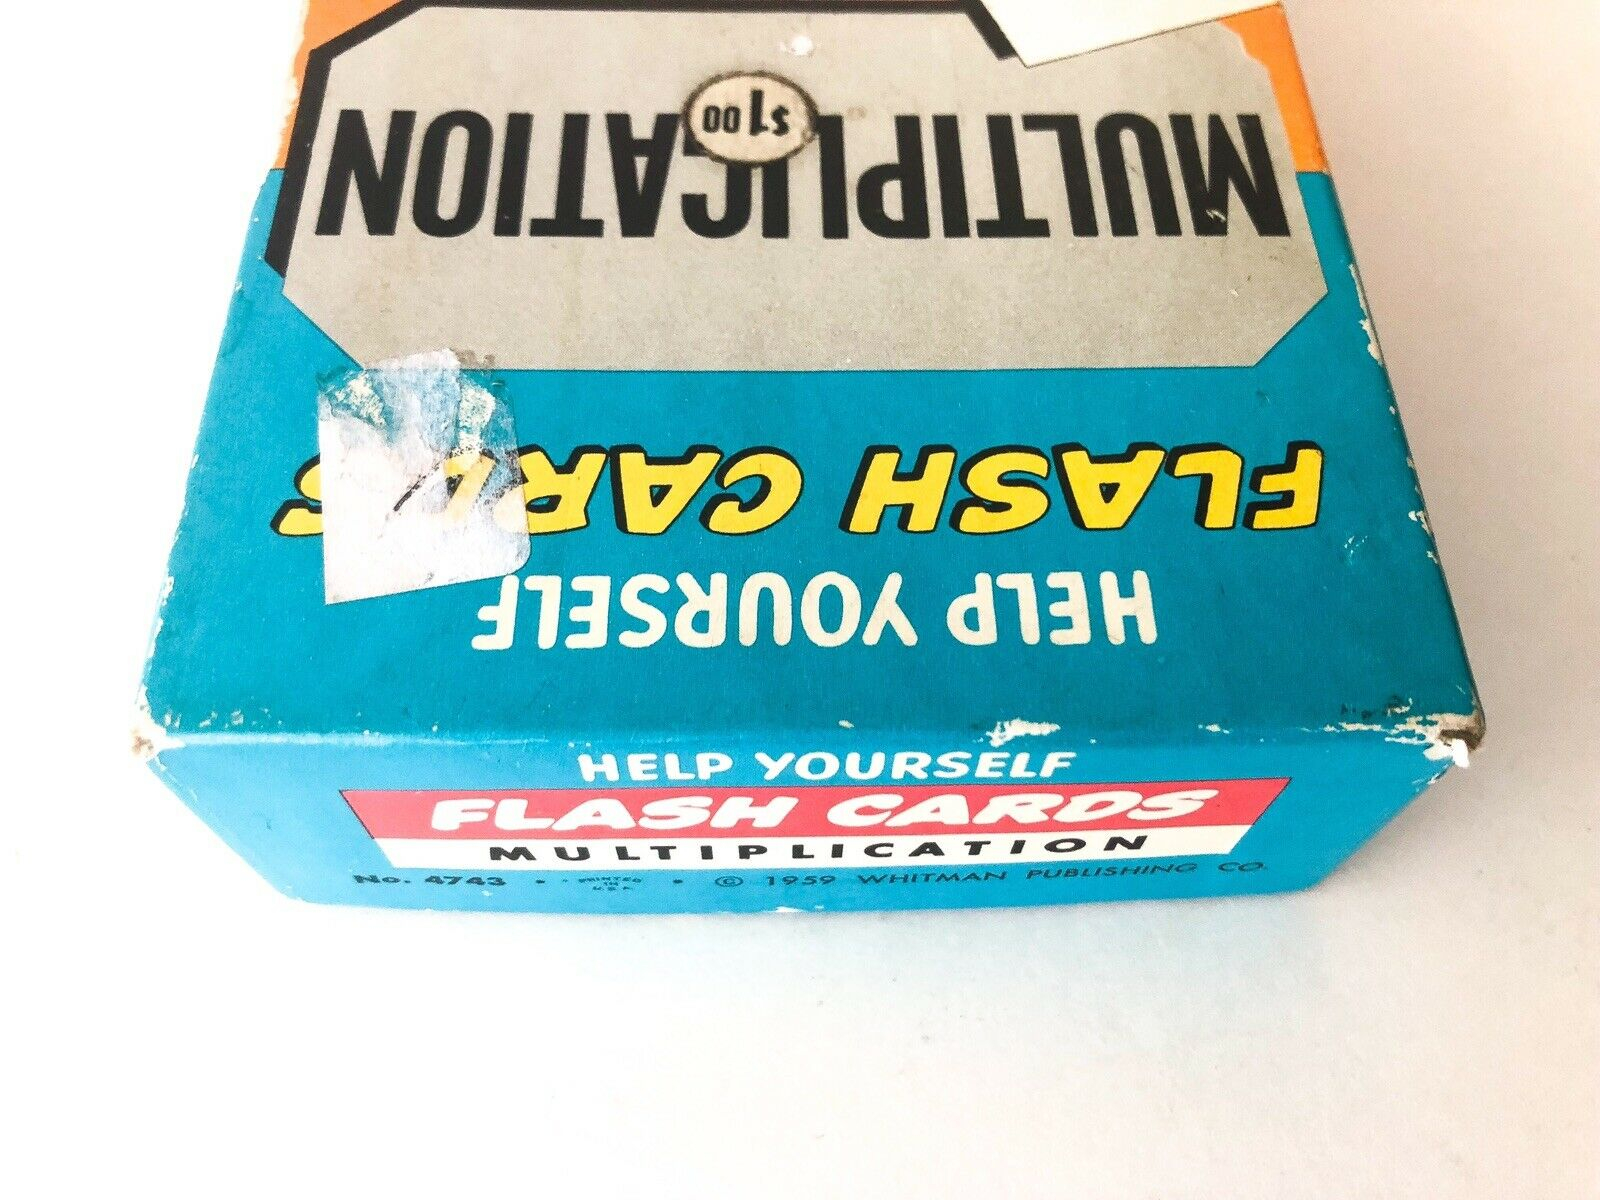 HELP YOURSELF
FLASH CARDS
MULTIPLICATION
$1.00
HELP YOURSELF
FLASH CARDS
MULTIPLICATION
No. 4743 • PRINTED IN U.S.A. • © 1959 WHITMAN PUBLISHING CO.